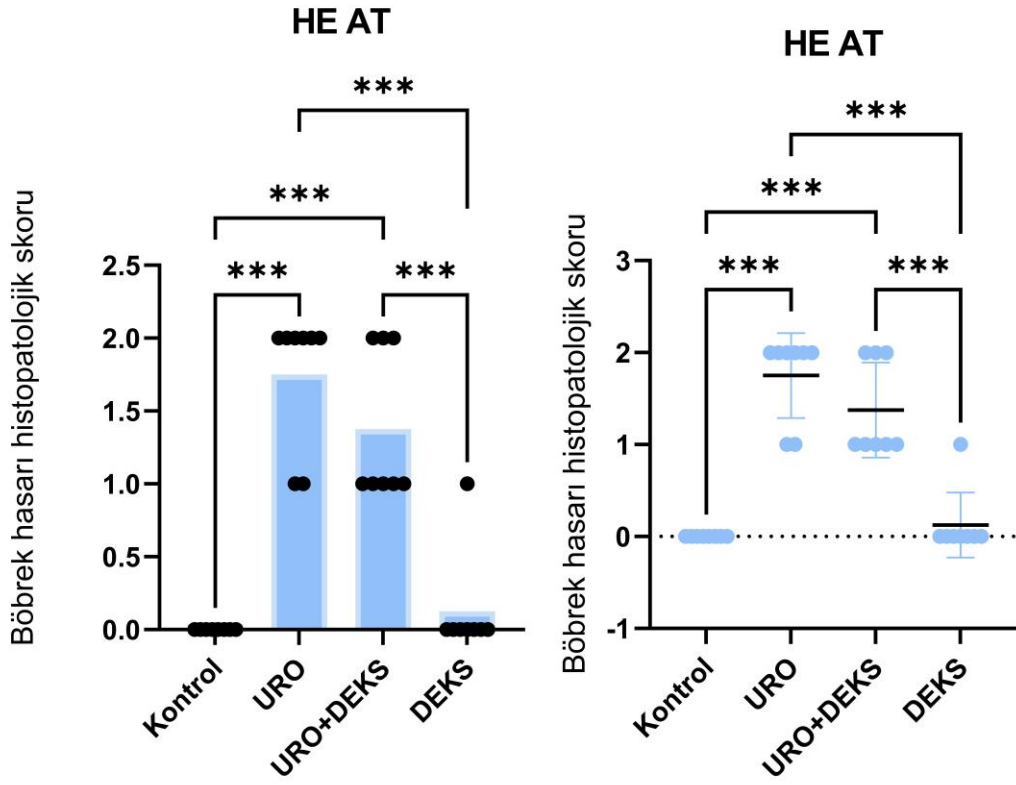 HE AT
***
***
***
***
Böbrek hasarı histopatolojik skoru
2.5
2.0
1.5
1.0
0.5
0.0
Kontrol
URO
URO+DEKS
DEKS
HE AT
***
***
***
***
Böbrek hasarı histopatolojik skoru
3
2
1
0
-1
Kontrol
URO
URO+DEKS
DEKS